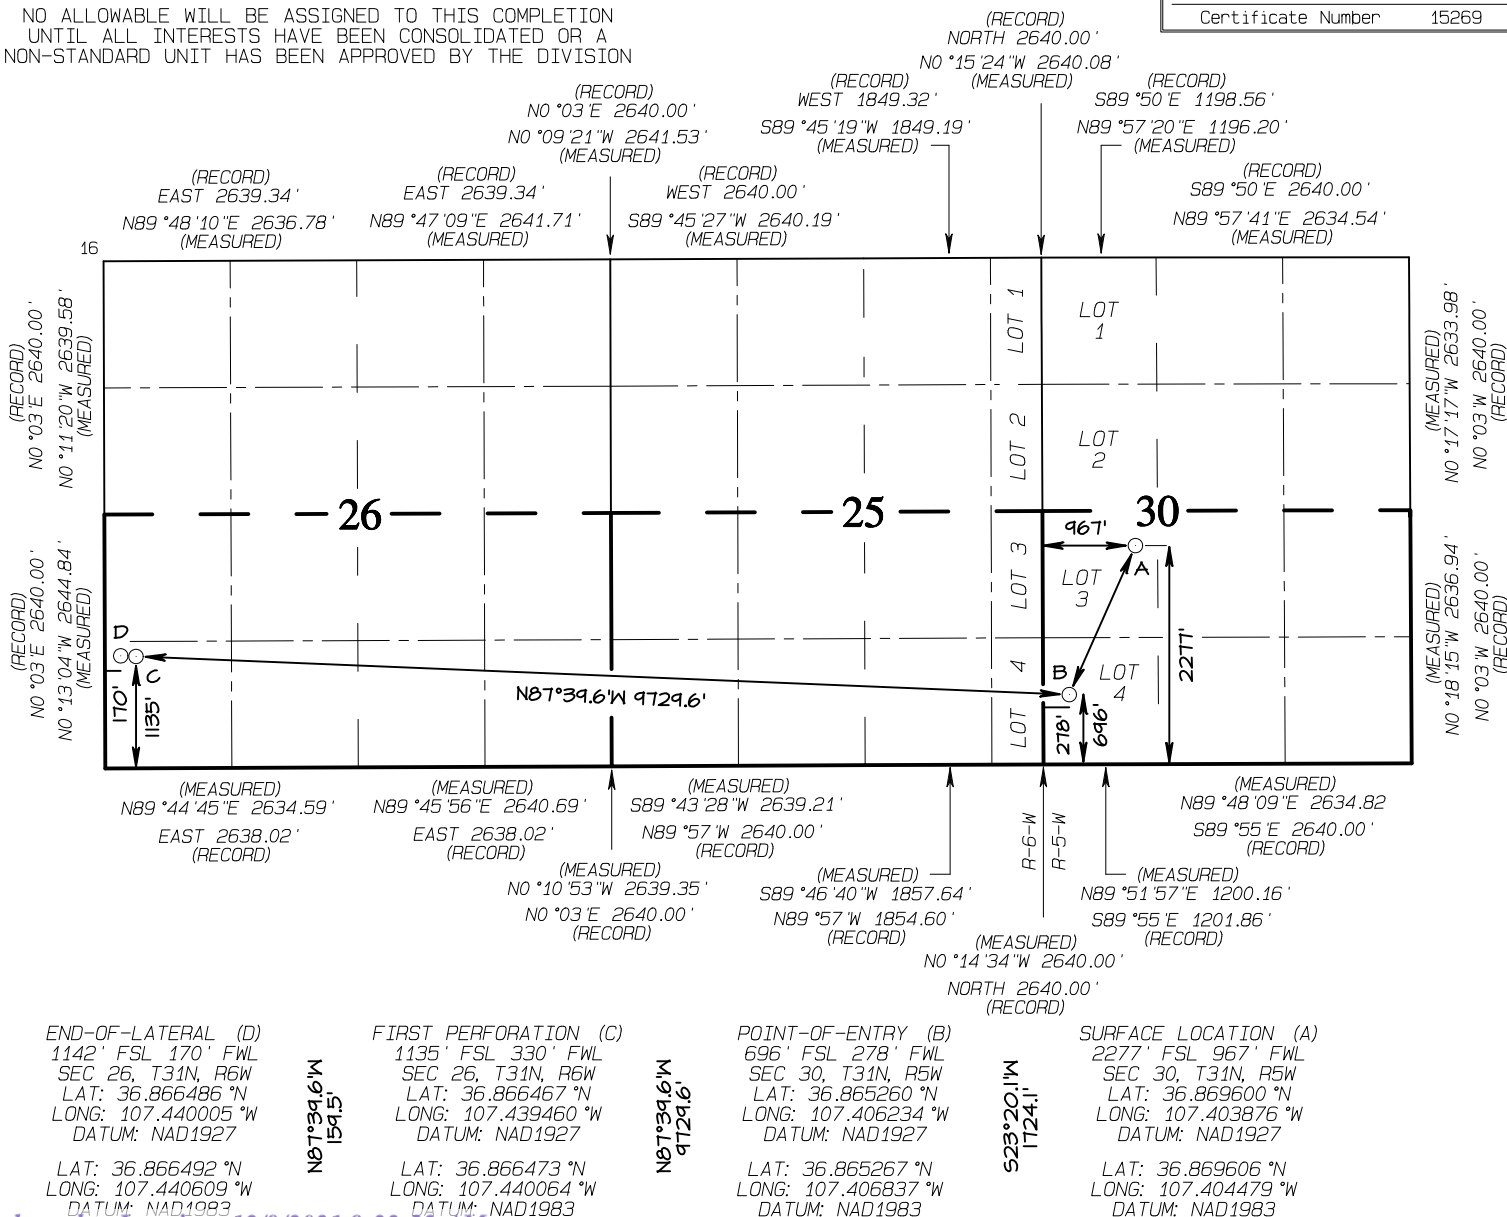 NO ALLOWABLE WILL BE ASSIGNED TO THIS COMPLETION
UNTIL ALL INTERESTS HAVE BEEN CONSOLIDATED OR A
NON-STANDARD UNIT HAS BEEN APPROVED BY THE DIVISION
Certificate Number 15269
(RECORD)
NORTH 2640.00'
N0°15'24"W 2640.08'
(MEASURED)
(RECORD)
WEST 1849.32'
S89°45'19"W 1849.19'
(MEASURED)
(RECORD)
S89°50'E 1198.56'
N89°57'20"E 1196.20'
(MEASURED)
(RECORD)
N0°03'E 2640.00'
N0°09'21"W 2641.53'
(MEASURED)
(RECORD)
EAST 2639.34'
N89°48'10"E 2636.78'
(MEASURED)
(RECORD)
EAST 2639.34'
N89°47'09"E 2641.71'
(MEASURED)
(RECORD)
WEST 2640.00'
S89°45'27"W 2640.19'
(MEASURED)
(RECORD)
S89°50'E 2640.00'
N89°57'41"E 2634.54'
(MEASURED)
16
(RECORD)
N0°03'E 2640.00'
N0°11'20"W 2639.58'
(MEASURED)
LOT 1
LOT
1
LOT 2
LOT
2
(MEASURED)
N0°17'17"W 2633.98'
N0°03'W 2640.00'
(RECORD)
26
25
30
(RECORD)
N0°03'E 2640.00'
N0°13'04"W 2644.84'
(MEASURED)
LOT 3
967'
A
LOT
3
2277'
D
C
170'
1135'
N87°39.6'W 9729.6'
LOT 4
B
LOT
4
278'
696'
(MEASURED)
N0°18'15"W 2636.94'
N0°03'W 2640.00'
(RECORD)
(MEASURED)
N89°44'45"E 2634.59'
EAST 2638.02'
(RECORD)
(MEASURED)
N89°45'56"E 2640.69'
EAST 2638.02'
(RECORD)
(MEASURED)
S89°43'28"W 2639.21'
N89°57'W 2640.00'
(RECORD)
R-6-W
R-5-W
(MEASURED)
N89°48'09"E 2634.82
S89°55'E 2640.00'
(RECORD)
(MEASURED)
N0°10'53"W 2639.35'
N0°03'E 2640.00'
(RECORD)
(MEASURED)
S89°46'40"W 1857.64'
N89°57'W 1854.60'
(RECORD)
(MEASURED)
N89°51'57"E 1200.16'
S89°55'E 1201.86'
(RECORD)
(MEASURED)
N0°14'34"W 2640.00'
NORTH 2640.00'
(RECORD)
END-OF-LATERAL (D)
1142' FSL 170' FWL
SEC 26, T31N, R6W
LAT: 36.866486°N
LONG: 107.440005°W
DATUM: NAD1927
LAT: 36.866492°N
LONG: 107.440609°W
DATUM: NAD1983
N87°39.6'W
159.5'
FIRST PERFORATION (C)
1135' FSL 330' FWL
SEC 26, T31N, R6W
LAT: 36.866467°N
LONG: 107.439460°W
DATUM: NAD1927
LAT: 36.866473°N
LONG: 107.440064°W
DATUM: NAD1983
N87°39.6'W
9729.6'
POINT-OF-ENTRY (B)
696' FSL 278' FWL
SEC 30, T31N, R5W
LAT: 36.865260°N
LONG: 107.406234°W
DATUM: NAD1927
LAT: 36.865267°N
LONG: 107.406837°W
DATUM: NAD1983
S23°20.1'W
1724.1'
SURFACE LOCATION (A)
2277' FSL 967' FWL
SEC 30, T31N, R5W
LAT: 36.869600°N
LONG: 107.403876°W
DATUM: NAD1927
LAT: 36.869606°N
LONG: 107.404479°W
DATUM: NAD1983